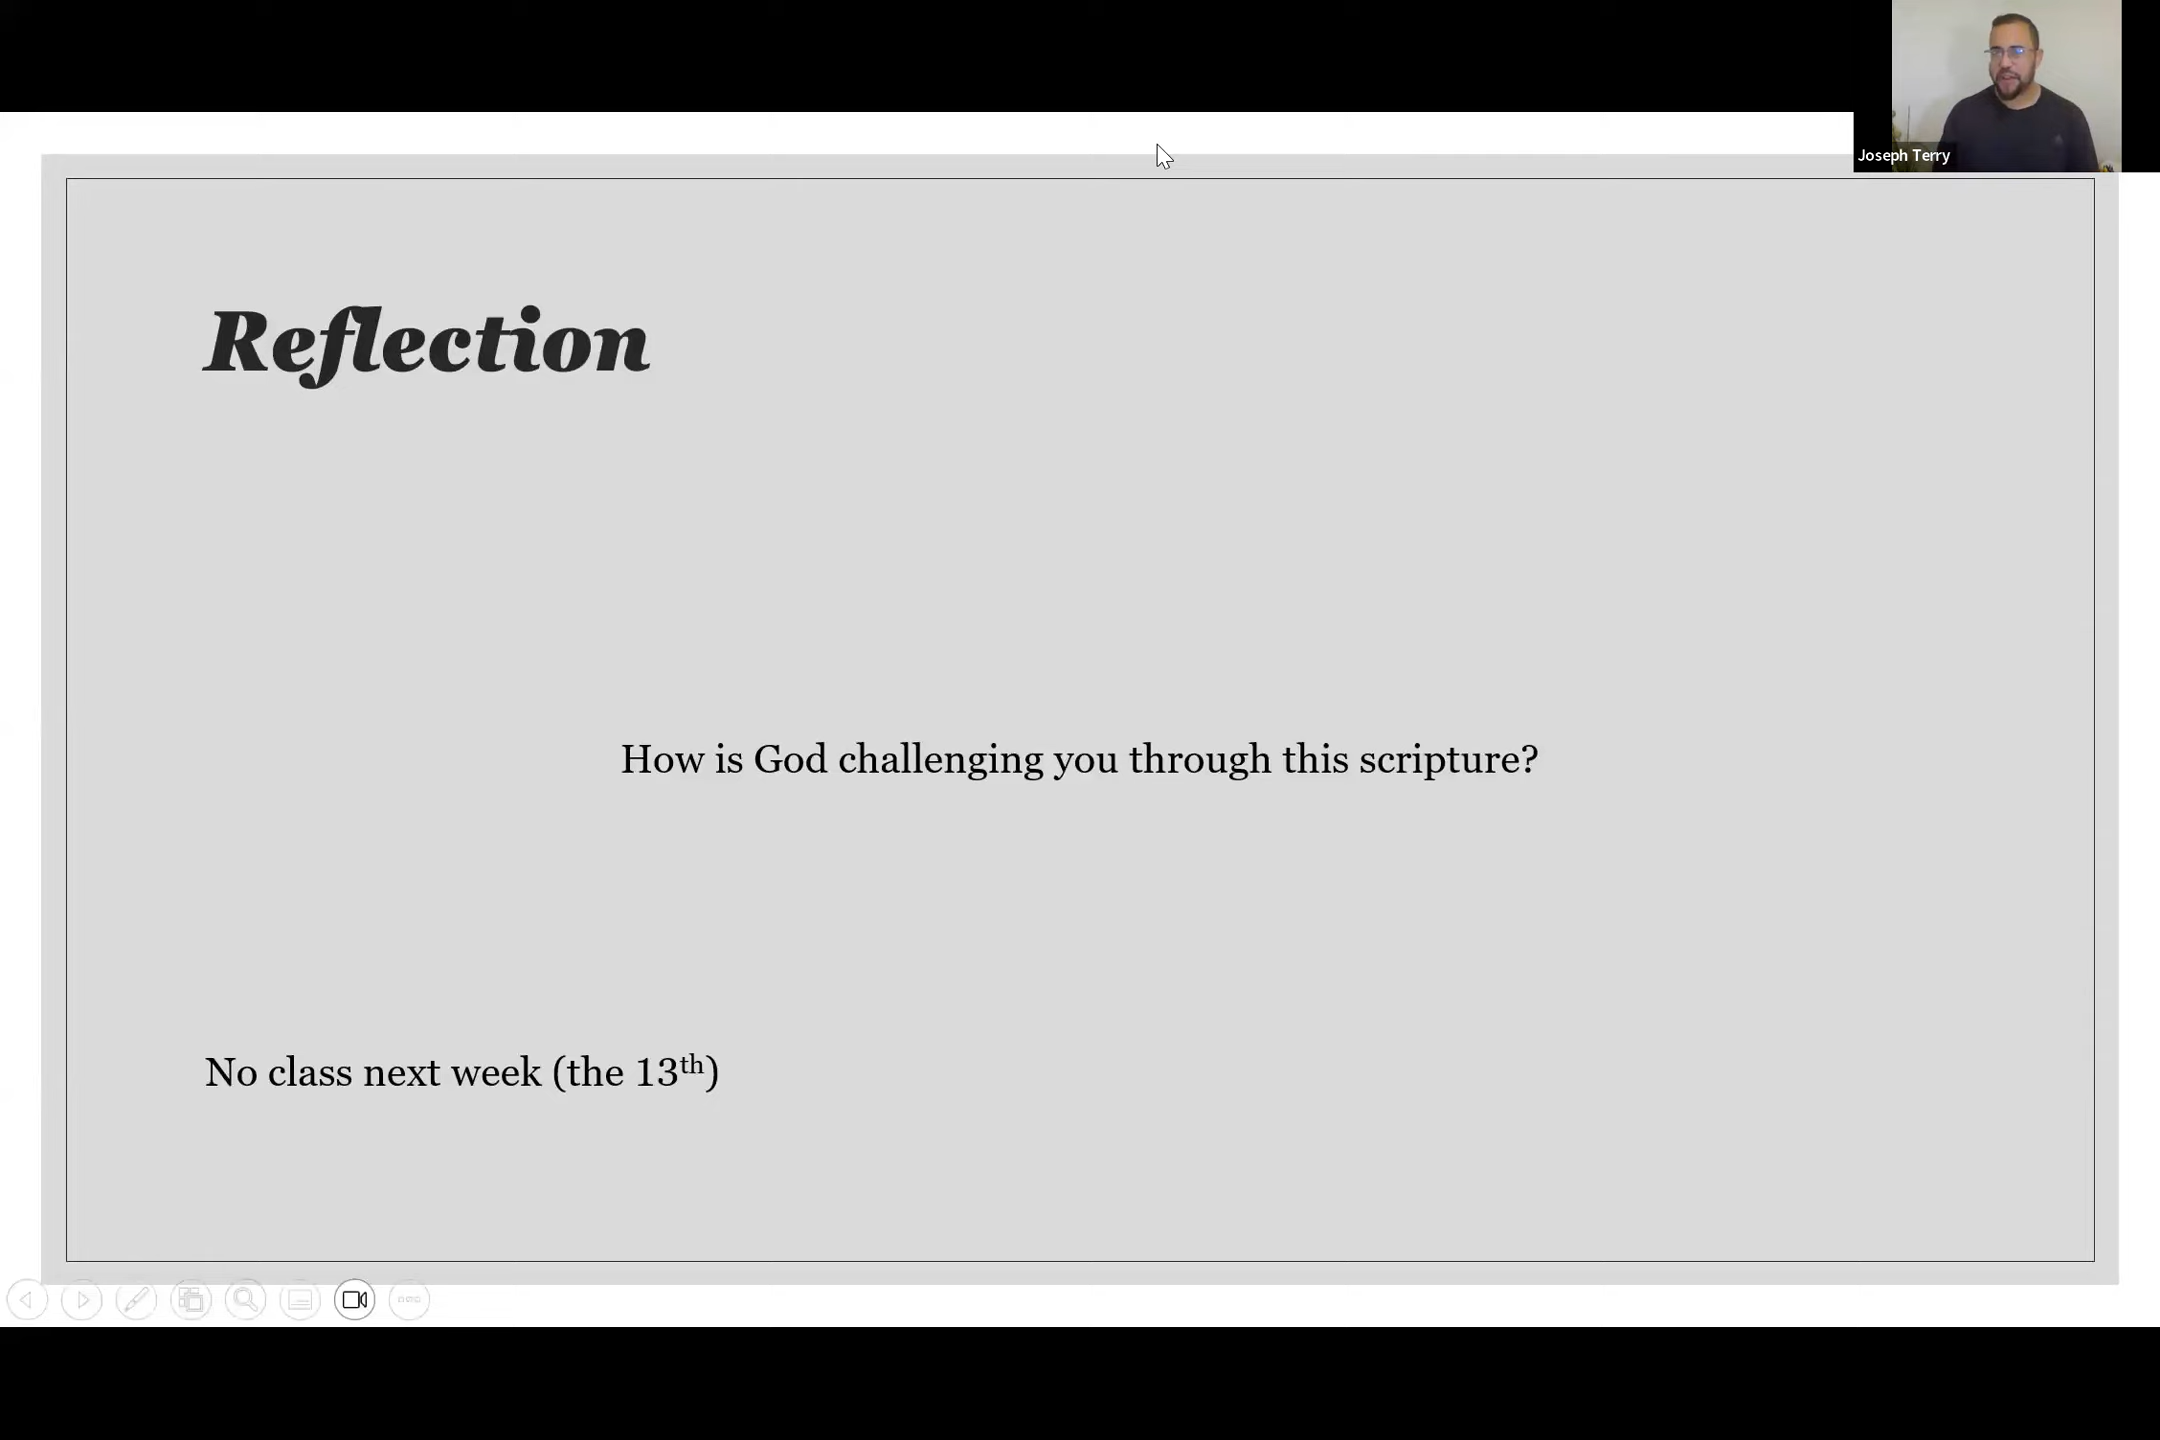 Joseph Terry
Reflection
How is God challenging you through this scripture?
No class next week (the 13th)